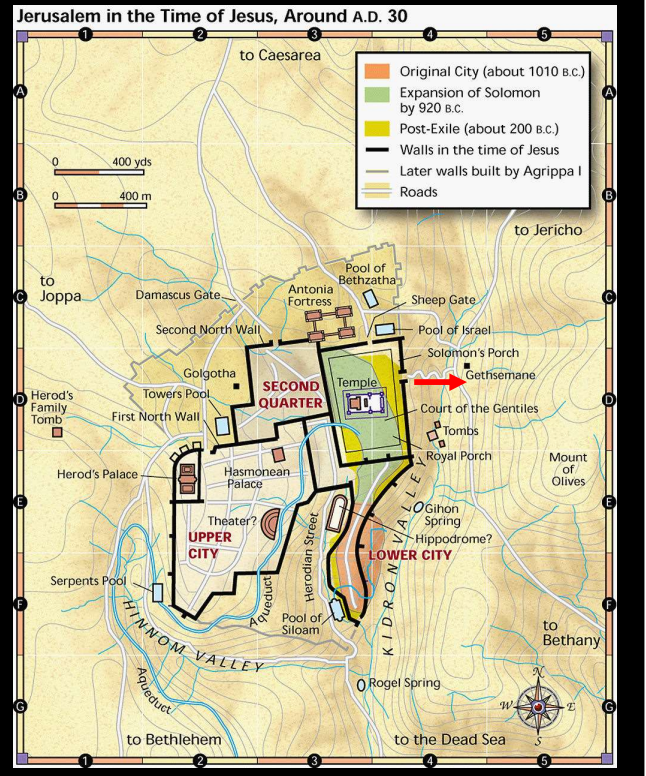 Jerusalem in the Time of Jesus, Around A.D. 30
1 2 3 4 5
to Caesarea
Original City (about 1010 B.C.)
Expansion of Solomon
by 920 B.C.
Post-Exile (about 200 B.C.)
Walls in the time of Jesus
Later walls built by Agrippa I
Roads
A
A
0 400 yds
0 400 m
B
B
to Jericho
to
Joppa
C
C
Pool of
Bethzatha
Damascus Gate
Antonia
Fortress
Sheep Gate
Second North Wall
Pool of Israel
Solomon's Porch
Golgotha
Gethsemane
SECOND
QUARTER
Temple
Towers Pool
D
D
Herod's
Family
Tomb
First North Wall
Court of the Gentiles
Tombs
Royal Porch
Mount
of
Olives
Herod's Palace
Hasmonean
Palace
E
E
Gihon
Spring
Theater?
Hippodrome?
UPPER
CITY
Herodian Street
LOWER CITY
KIDRON VALLEY
Serpents Pool
Aqueduct
F
F
HINNOM VALLEY
Pool of
Siloam
to
Bethany
Aqueduct
Rogel Spring
N
W E
S
G
G
to Bethlehem
to the Dead Sea
1 2 3 4 5